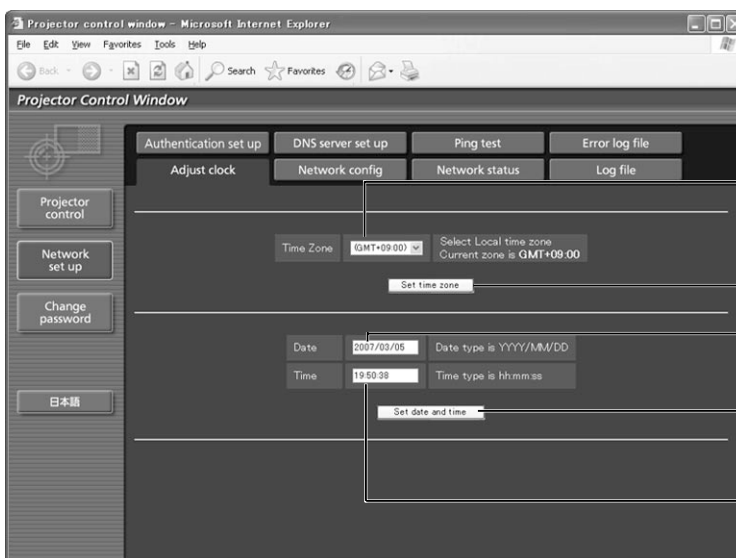 Projector control window - Microsoft Internet Explorer
File Edit View Favorites Tools Help
Back Search Favorites
Projector Control Window
Authentication set up DNS server set up Ping test Error log file
Adjust clock Network config Network status Log file
Projector
control
Network
set up
Change
password
日本語
Time Zone (GMT+09:00) Select Local time zone
Current zone is GMT+09:00
Set time zone
Date 2007/03/05 Date type is YYYY/MM/DD
Time 19:50:38 Time type is hh:mm:ss
Set date and time